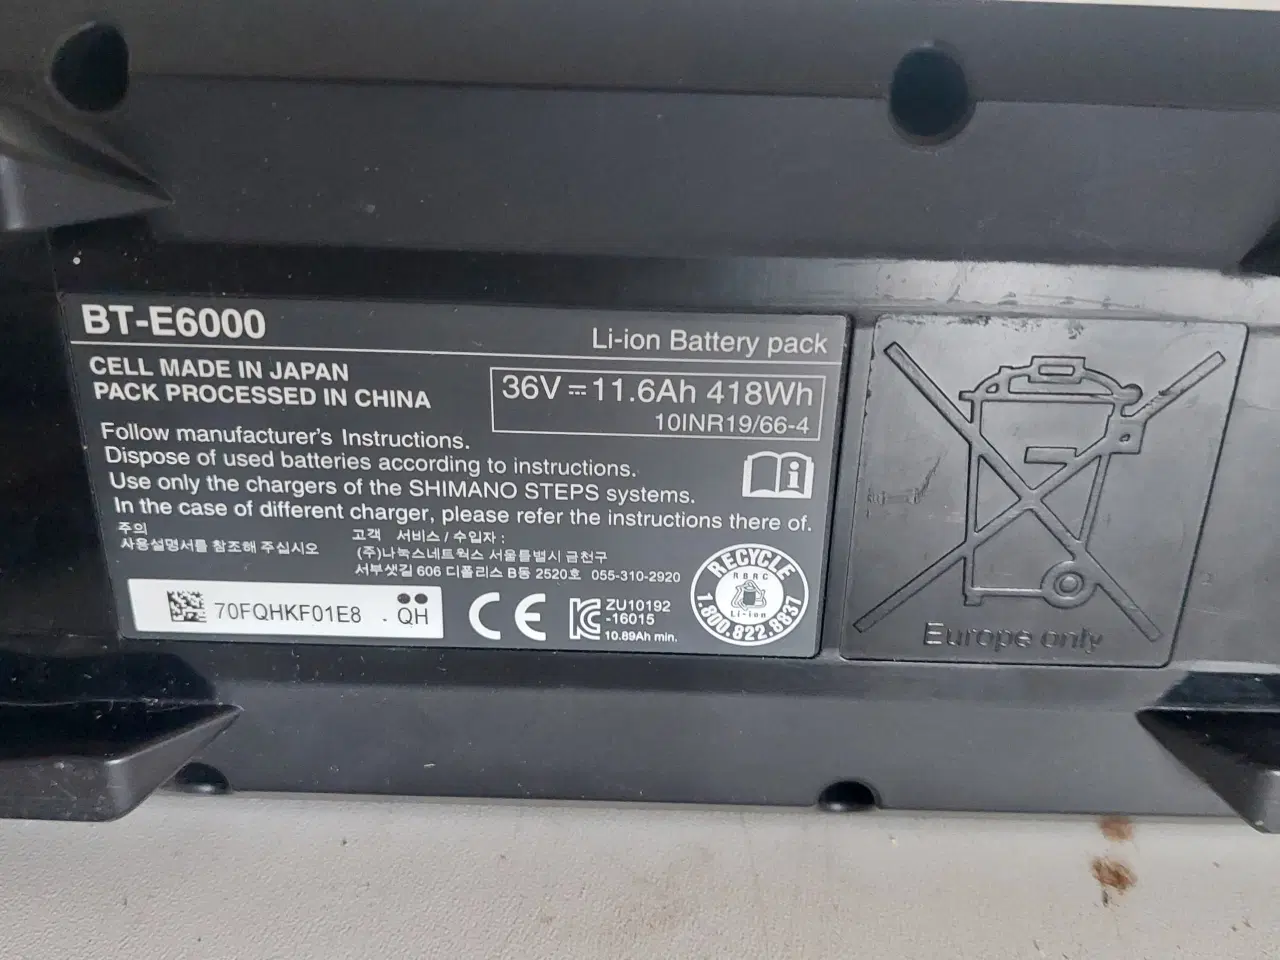 BT-E6000
Li-ion Battery pack
CELL MADE IN JAPAN
PACK PROCESSED IN CHINA
36V ⎓ 11.6Ah 418Wh
10INR19/66-4
Follow manufacturer's Instructions.
Dispose of used batteries according to instructions.
Use only the chargers of the SHIMANO STEPS systems.
In the case of different charger, please refer the instructions there of.
주의
사용설명서를 참조해 주십시오
고객 서비스 / 수입자 :
(주)나눅스네트웍스 서울특별시 금천구
서부샛길 606 디폴리스 B동 2520호 055-310-2920
70FQHKF01E8 . QH
CE
ZU10192
-16015
10.89Ah min.
RECYCLE
RBRC
Li-ion
1.800.822.8837
Europe only